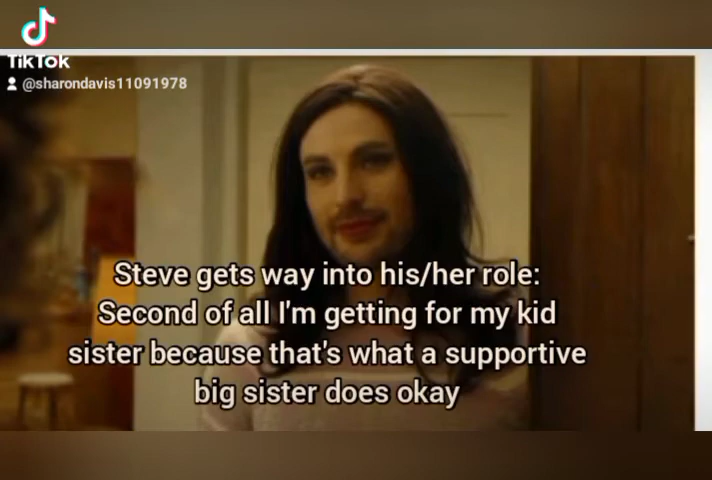 TikTok
@sharondavis11091978
Steve gets way into his/her role:
Second of all I'm getting for my kid
sister because that's what a supportive
big sister does okay